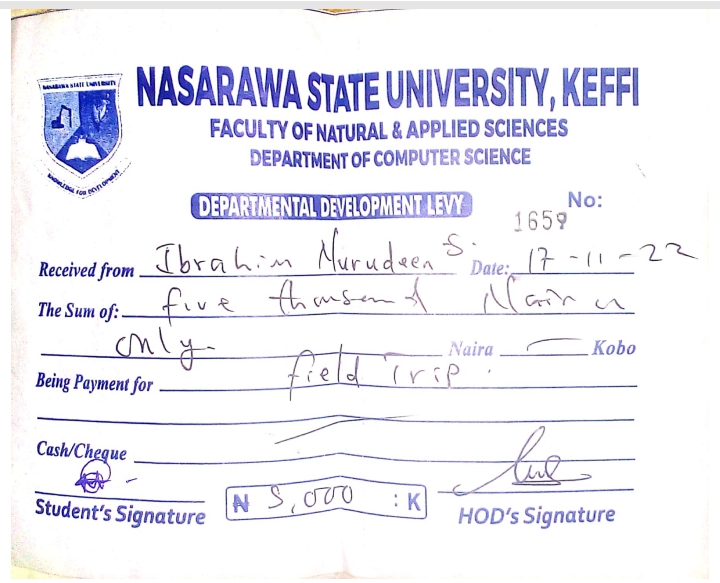 NASARAWA STATE UNIVERSITY
KNOWLEDGE FOR DEVELOPMENT
NASARAWA STATE UNIVERSITY, KEFFI
FACULTY OF NATURAL & APPLIED SCIENCES
DEPARTMENT OF COMPUTER SCIENCE
DEPARTMENTAL DEVELOPMENT LEVY No:
1659
Received from Ibrahim Nurudeen S. Date: 17-11-22
The Sum of: five thousand Naira
only. Naira Kobo
Being Payment for field Trip.
Cash/Cheque
Student's Signature ₦ 5,000 : K HOD's Signature